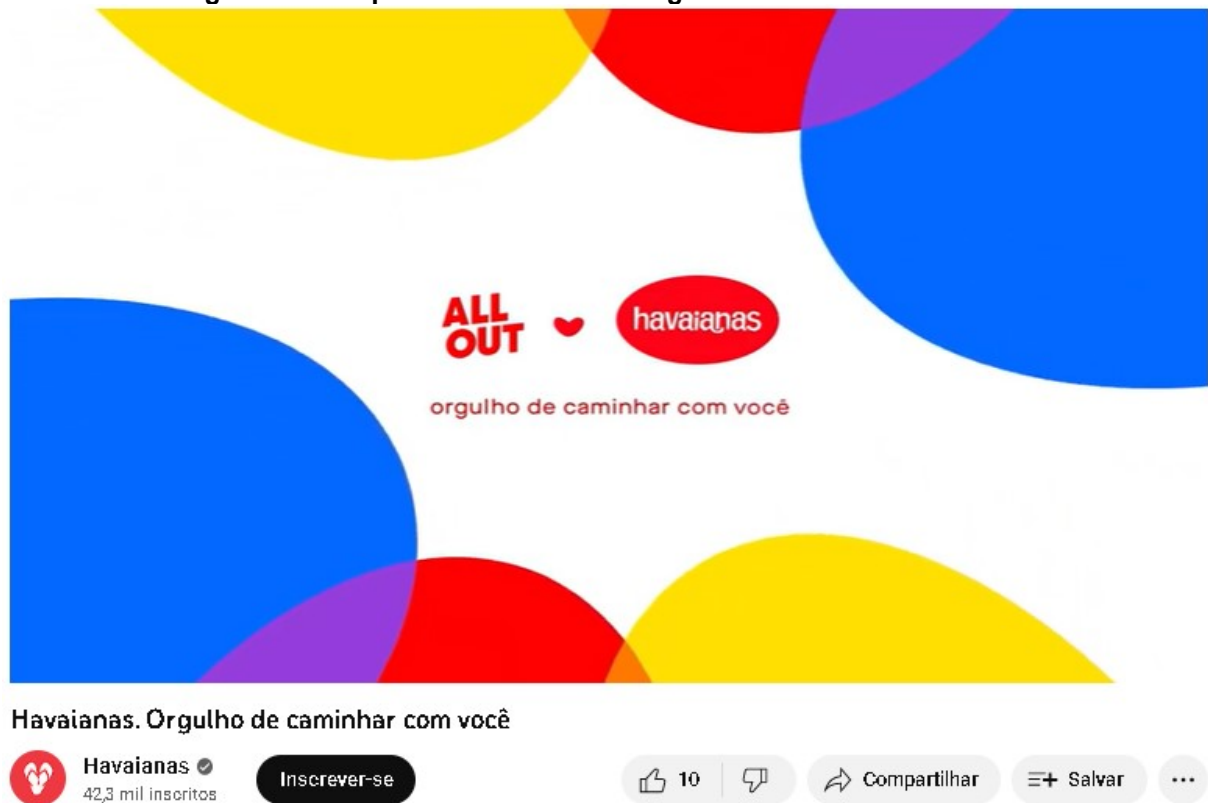 ALL
OUT
havaianas
orgulho de caminhar com você
Havaianas. Orgulho de caminhar com você
Havaianas
42,3 mil inscritos
Inscrever-se
10
Compartilhar
Salvar